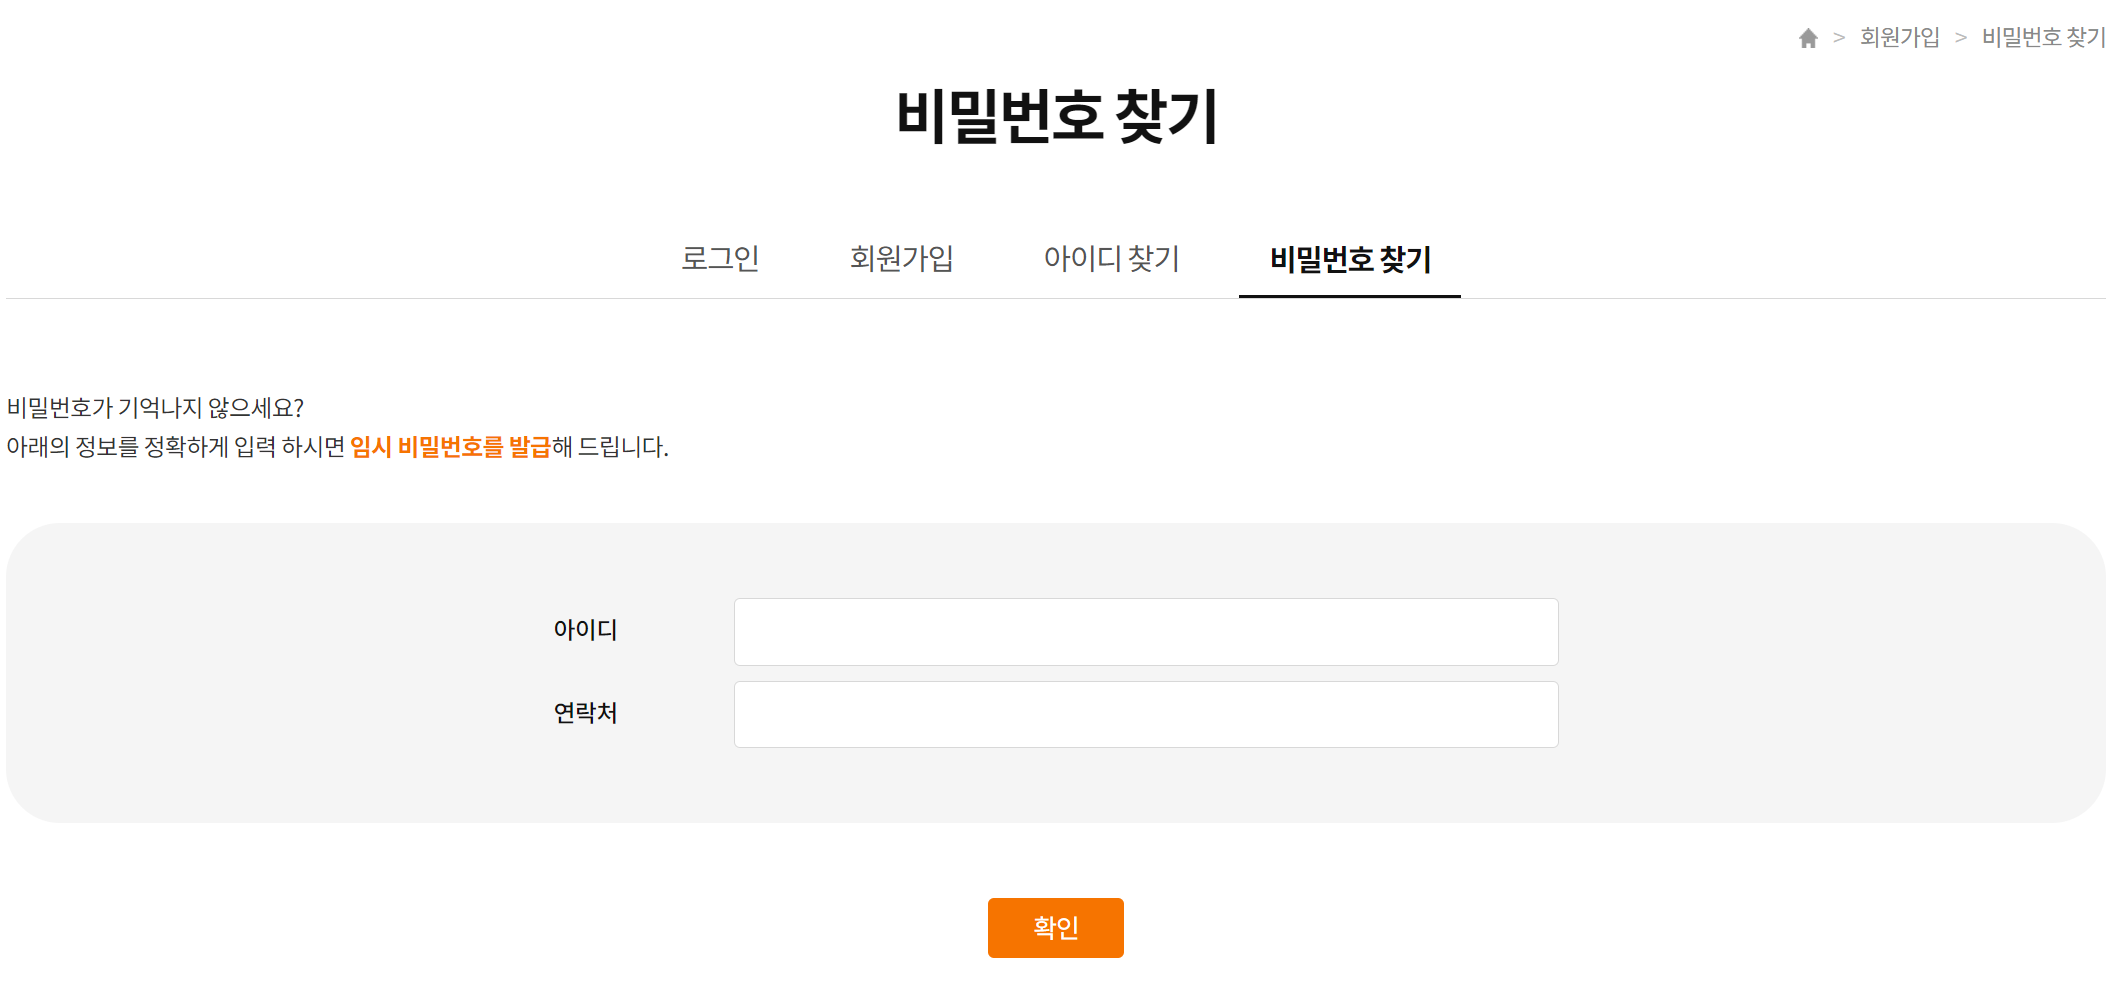 > 회원가입 > 비밀번호 찾기
비밀번호 찾기
로그인 회원가입 아이디 찾기 비밀번호 찾기
비밀번호가 기억나지 않으세요?
아래의 정보를 정확하게 입력 하시면 임시 비밀번호를 발급해 드립니다.
아이디
연락처
확인